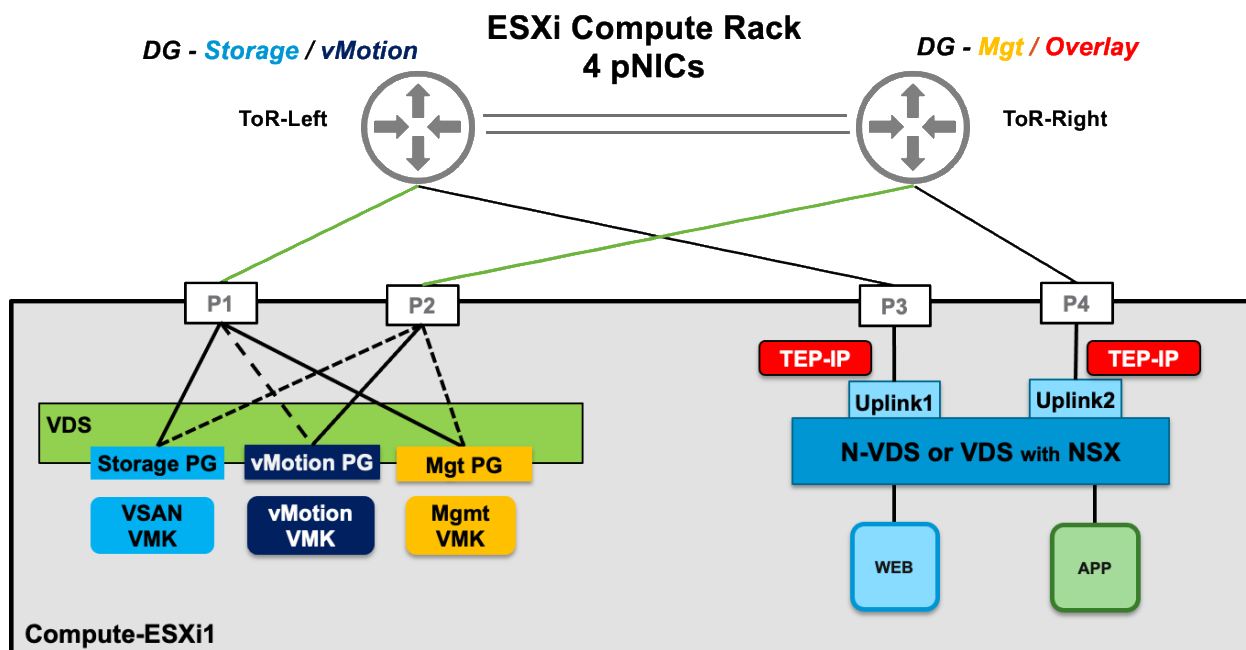 ESXi Compute Rack
4 pNICs
DG - Storage / vMotion
DG - Mgt / Overlay
ToR-Left
ToR-Right
P1
P2
P3
P4
TEP-IP
TEP-IP
Uplink1
Uplink2
VDS
Storage PG
vMotion PG
Mgt PG
N-VDS or VDS with NSX
VSAN
VMK
vMotion
VMK
Mgmt
VMK
WEB
APP
Compute-ESXi1